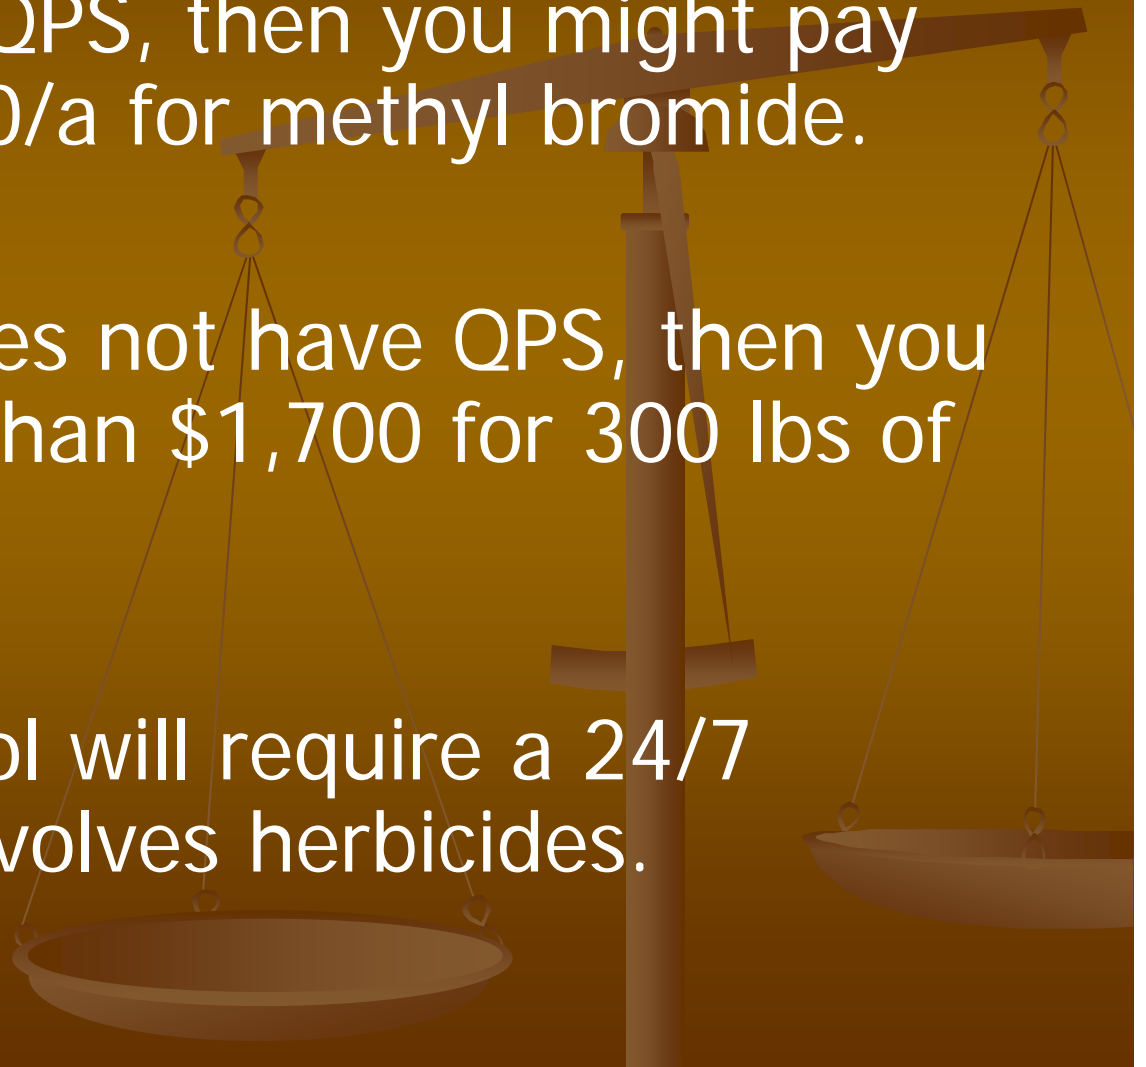 QPS, then you might pay
0/a for methyl bromide.
es not have QPS, then you
han $1,700 for 300 lbs of
ol will require a 24/7
volves herbicides.